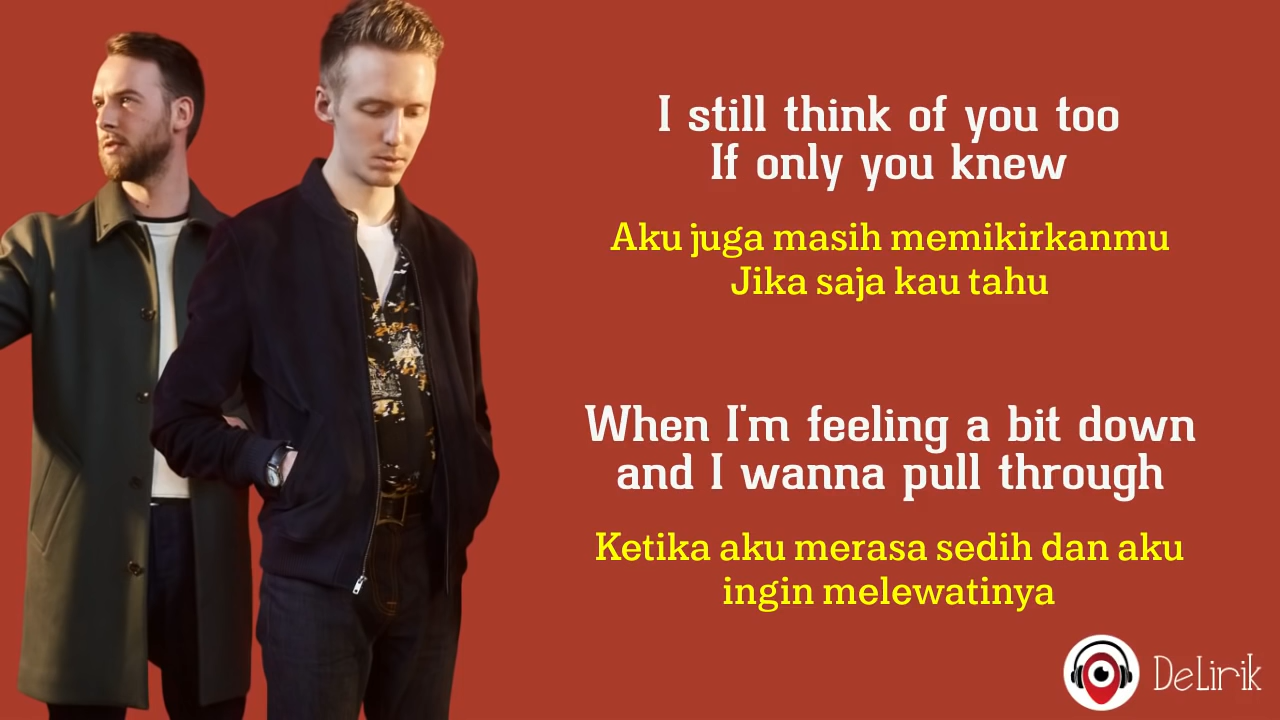 I still think of you too
If only you knew
Aku juga masih memikirkanmu
Jika saja kau tahu
When I'm feeling a bit down
and I wanna pull through
Ketika aku merasa sedih dan aku
ingin melewatinya
DeLirik